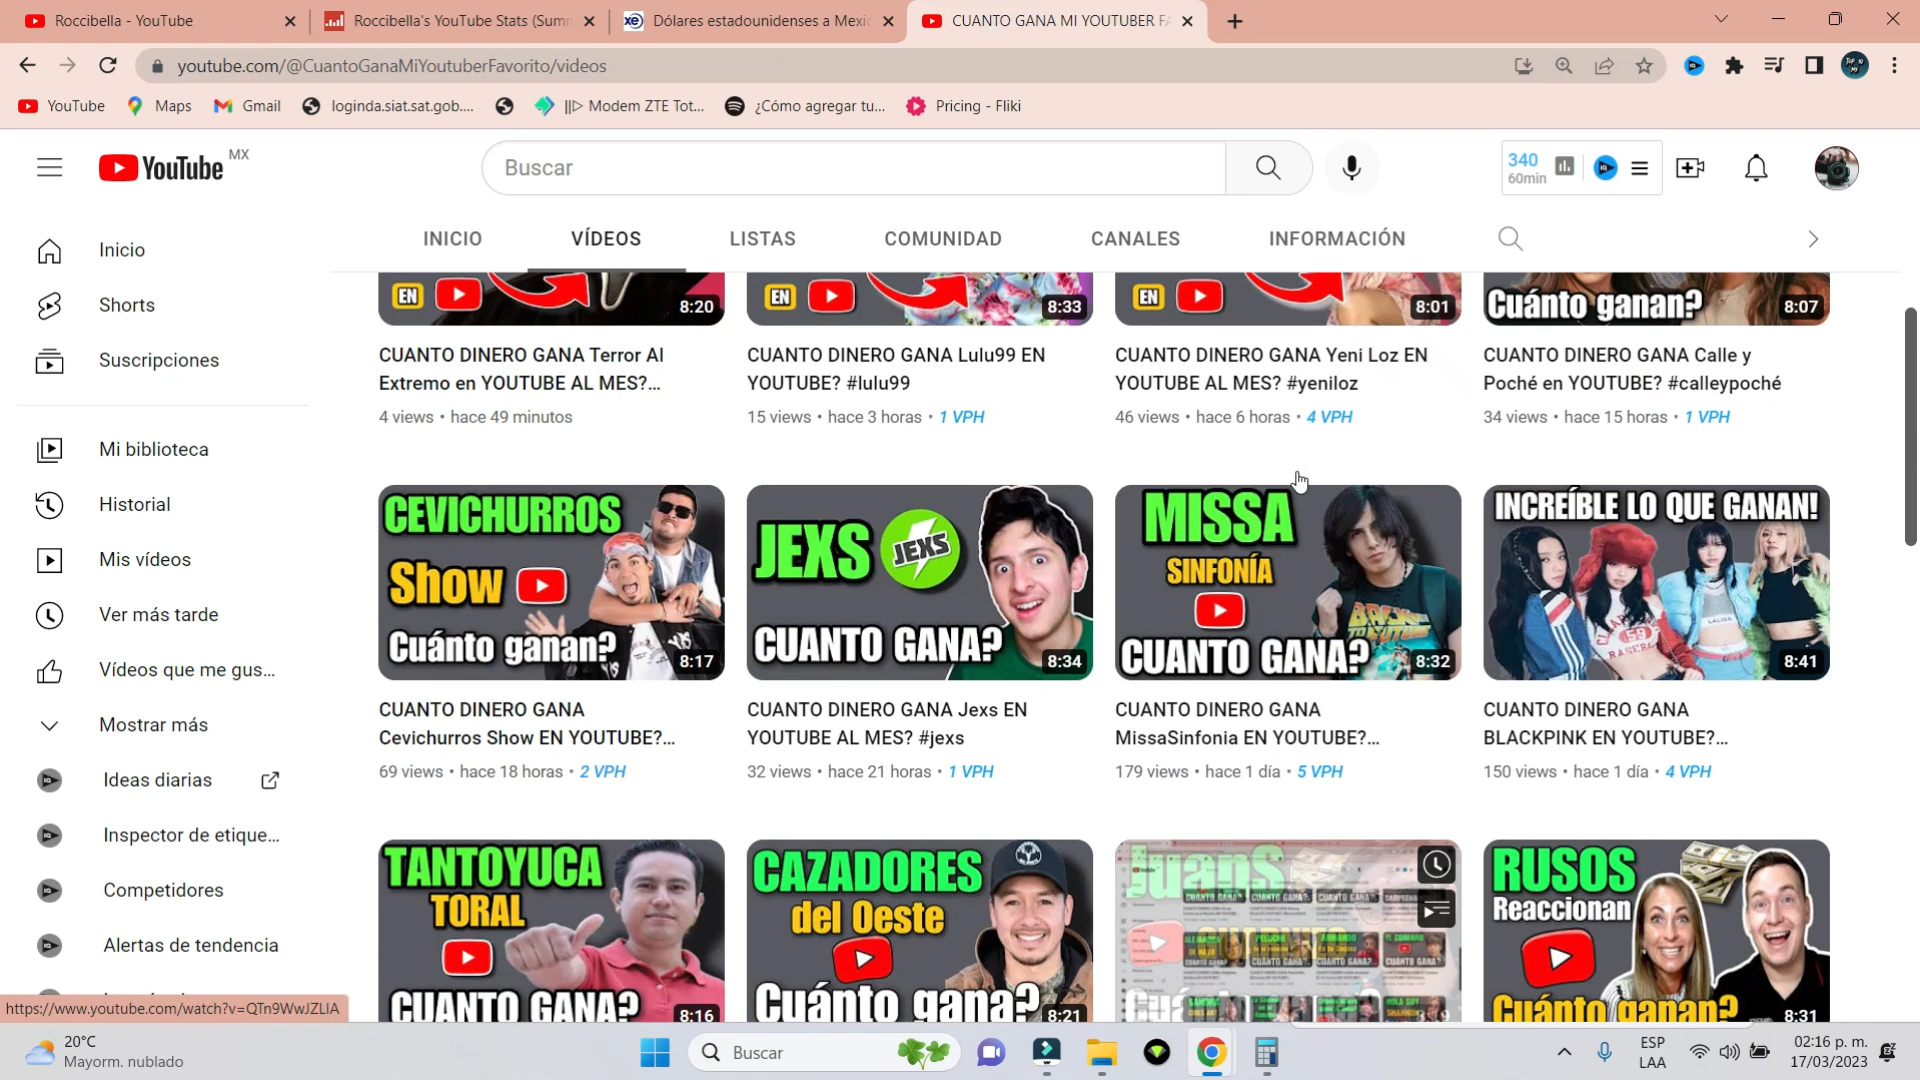 Roccibella - YouTube
Roccibella's YouTube Stats (Sum
xe Dólares estadounidenses a Mexic
CUANTO GANA MI YOUTUBER FA
youtube.com/@CuantoGanaMiYoutuberFavorito/videos
YouTube
Maps
Gmail
loginda.siat.sat.gob....
||▷ Modem ZTE Tot...
¿Cómo agregar tu...
Pricing - Fliki
YouTube MX
Buscar
340
60min
INICIO
VÍDEOS
LISTAS
COMUNIDAD
CANALES
INFORMACIÓN
Inicio
Shorts
Suscripciones
Mi biblioteca
Historial
Mis vídeos
Ver más tarde
Vídeos que me gus...
Mostrar más
Ideas diarias
Inspector de etique...
Competidores
Alertas de tendencia
EN
8:20
CUANTO DINERO GANA Terror Al
Extremo en YOUTUBE AL MES?...
4 views • hace 49 minutos
EN
8:33
CUANTO DINERO GANA Lulu99 EN
YOUTUBE? #lulu99
15 views • hace 3 horas • 1 VPH
EN
8:01
CUANTO DINERO GANA Yeni Loz EN
YOUTUBE AL MES? #yeniloz
46 views • hace 6 horas • 4 VPH
Cuánto ganan?
8:07
CUANTO DINERO GANA Calle y
Poché en YOUTUBE? #calleypoché
34 views • hace 15 horas • 1 VPH
CEVICHURROS
Show
Cuánto ganan?
8:17
CUANTO DINERO GANA
Cevichurros Show EN YOUTUBE?...
69 views • hace 18 horas • 2 VPH
JEXS
JEXS
CUANTO GANA?
8:34
CUANTO DINERO GANA Jexs EN
YOUTUBE AL MES? #jexs
32 views • hace 21 horas • 1 VPH
MISSA
SINFONÍA
BACK
TO FUTURE
CUANTO GANA?
8:32
CUANTO DINERO GANA
MissaSinfonia EN YOUTUBE?...
179 views • hace 1 día • 5 VPH
INCREÍBLE LO QUE GANAN!
59
8:41
CUANTO DINERO GANA
BLACKPINK EN YOUTUBE?...
150 views • hace 1 día • 4 VPH
TANTOYUCA
TORAL
CUANTO GANA?
8:16
CAZADORES
del Oeste
Cuánto gana?
8:21
JuanS
RUSOS
Reaccionan
Cuánto ganan?
8:31
https://www.youtube.com/watch?v=QTn9WwJZLIA
20°C
Mayorm. nublado
Buscar
ESP
LAA
02:16 p. m.
17/03/2023